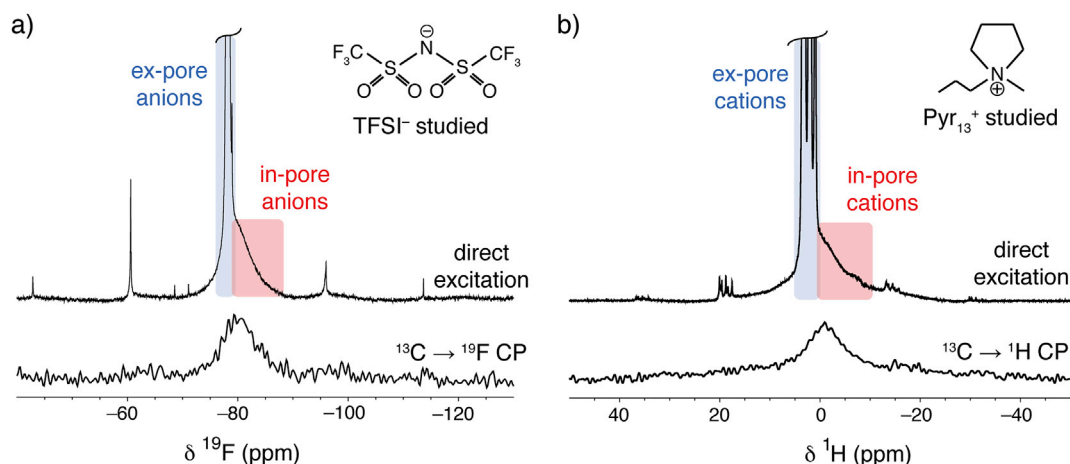 a)
ex-pore
anions
⊖
F₃C S N S CF₃
O O O O
TFSI⁻ studied
in-pore
anions
direct
excitation
¹³C → ¹⁹F CP
−60 −80 −100 −120
δ ¹⁹F (ppm)
b)
ex-pore
cations
N
⊕
Pyr₁₃⁺ studied
in-pore
cations
direct
excitation
¹³C → ¹H CP
40 20 0 −20 −40
δ ¹H (ppm)